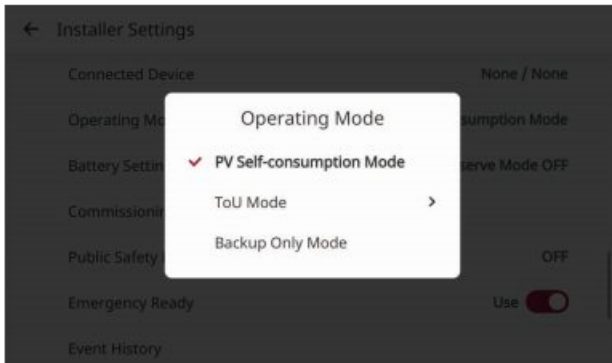 Installer Settings
Connected Device None / None
Operating Mode
Operating Mo sumption Mode
PV Self-consumption Mode
Battery Settin serve Mode OFF
ToU Mode
Commissionin
Backup Only Mode
Public Safety OFF
Emergency Ready Use
Event History